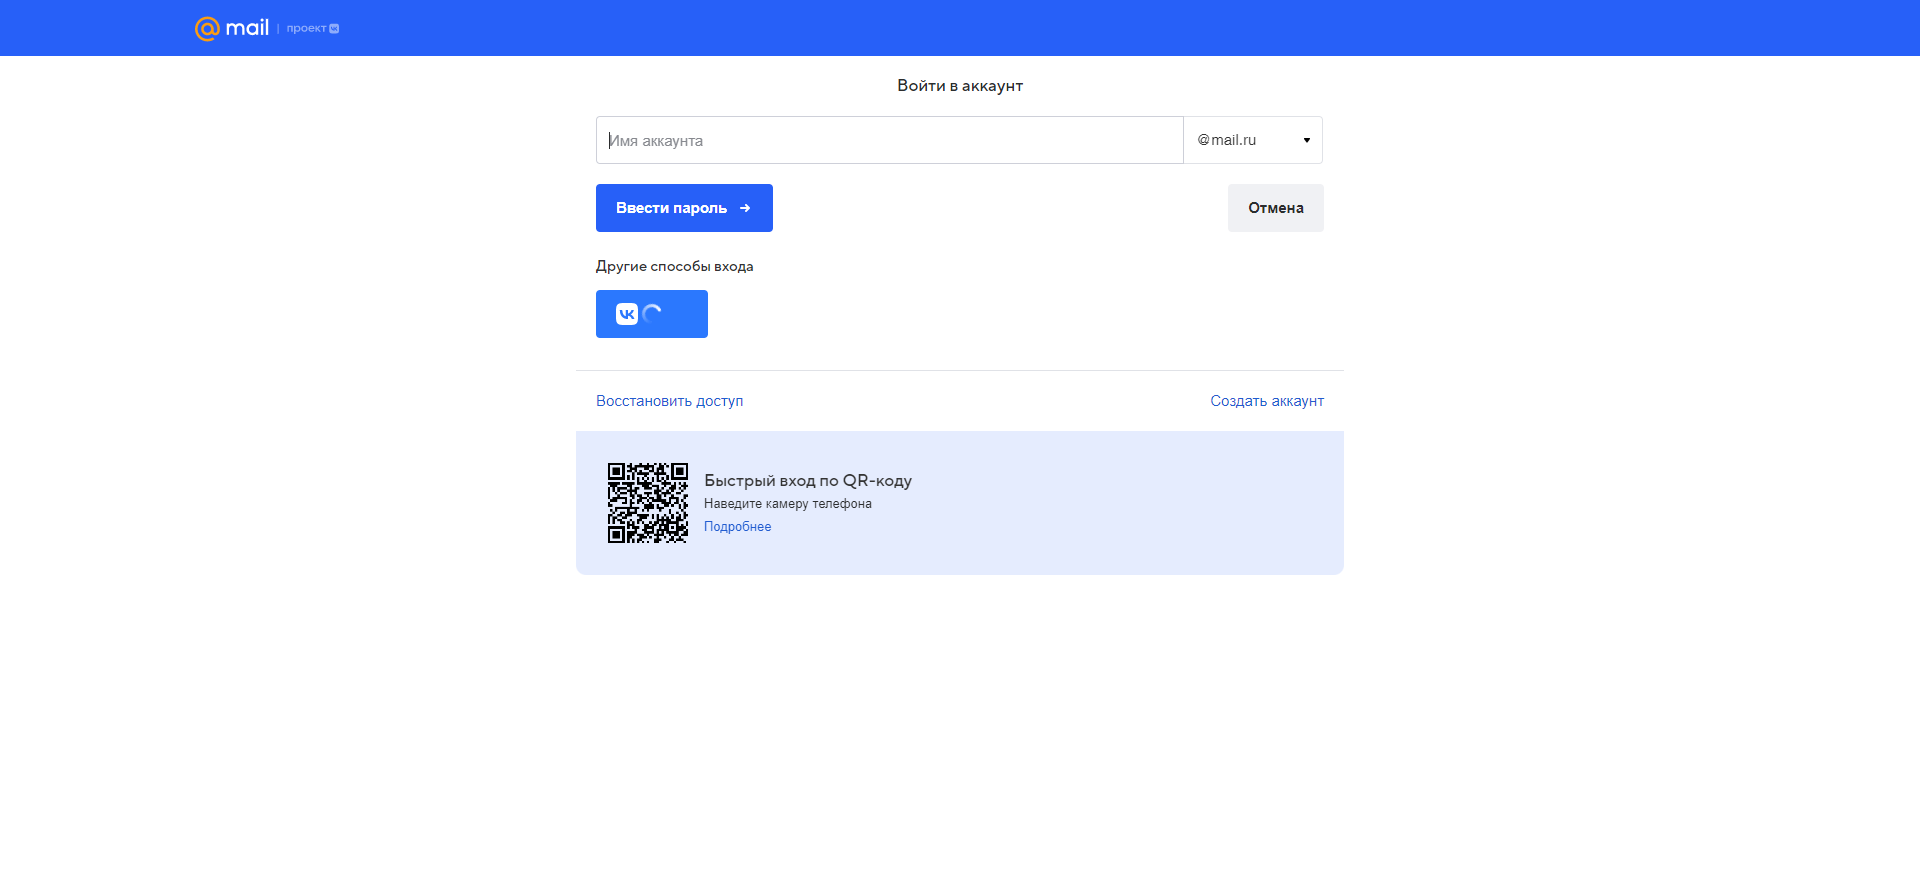 @mail | проект VK
Войти в аккаунт
Имя аккаунта
@mail.ru
Ввести пароль →
Отмена
Другие способы входа
VK
Восстановить доступ
Создать аккаунт
Быстрый вход по QR-коду
Наведите камеру телефона
Подробнее